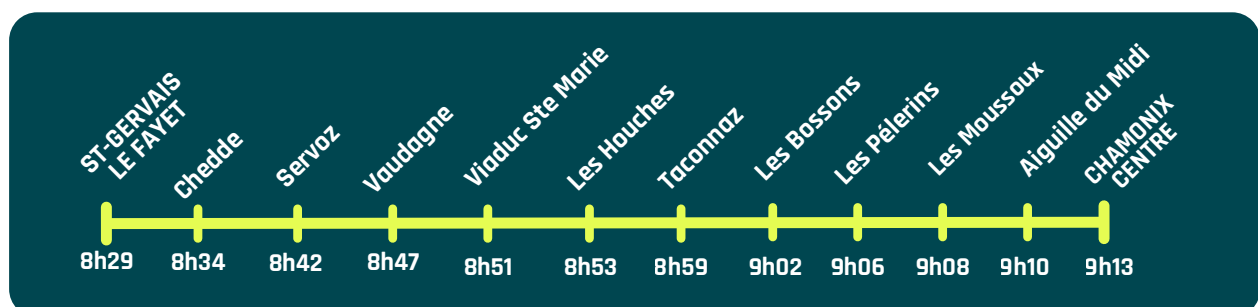 ST-GERVAIS
LE FAYET
Chedde
Servoz
Vaudagne
Viaduc Ste Marie
Les Houches
Taconnaz
Les Bossons
Les Pélerins
Les Moussoux
Aiguille du Midi
CHAMONIX
CENTRE
8h29 8h34 8h42 8h47 8h51 8h53 8h59 9h02 9h06 9h08 9h10 9h13